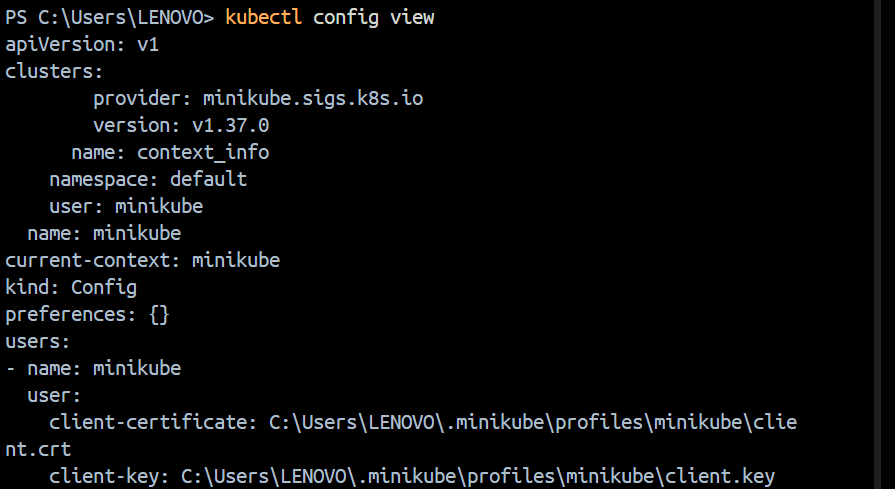 PS C:\Users\LENOVO> kubectl config view
apiVersion: v1
clusters:
        provider: minikube.sigs.k8s.io
        version: v1.37.0
      name: context_info
    namespace: default
    user: minikube
  name: minikube
current-context: minikube
kind: Config
preferences: {}
users:
- name: minikube
  user:
    client-certificate: C:\Users\LENOVO\.minikube\profiles\minikube\clie
nt.crt
    client-key: C:\Users\LENOVO\.minikube\profiles\minikube\client.key